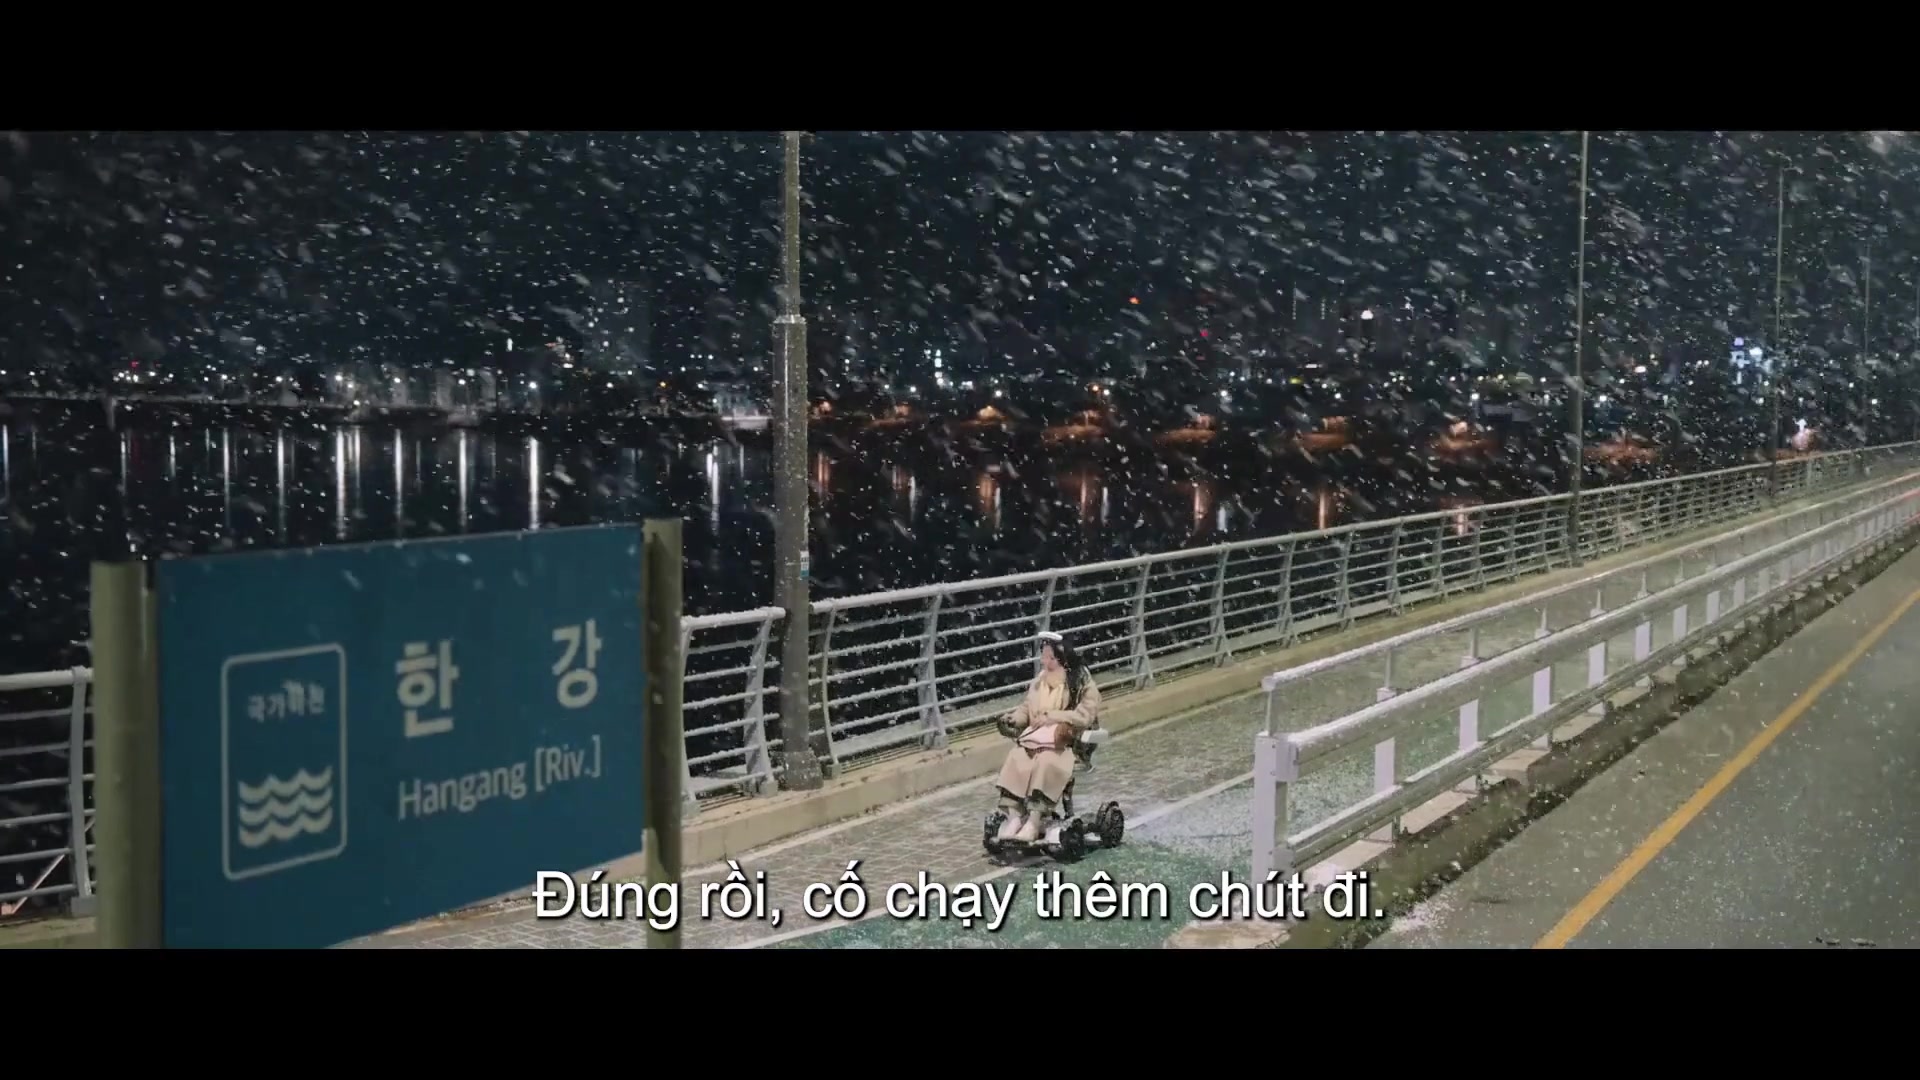 한 강
국가하천
Hangang [Riv.]
Đúng rồi, cố chạy thêm chút đi.